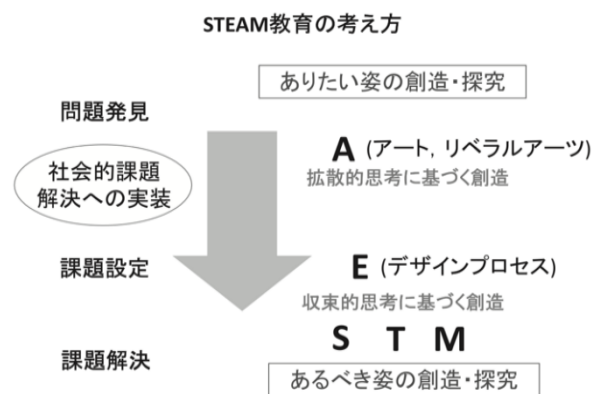 STEAM教育の考え方
ありたい姿の創造・探究
問題発見
A (アート，リベラルアーツ)
拡散的思考に基づく創造
社会的課題
解決への実装
課題設定
E (デザインプロセス)
収束的思考に基づく創造
S T M
課題解決
あるべき姿の創造・探究